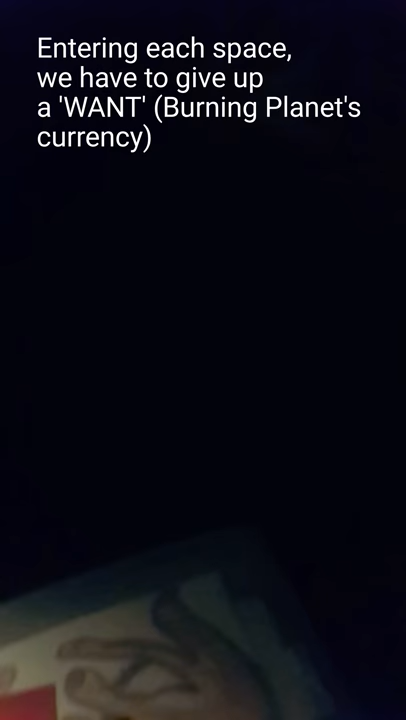 Entering each space,
we have to give up
a 'WANT' (Burning Planet's
currency)